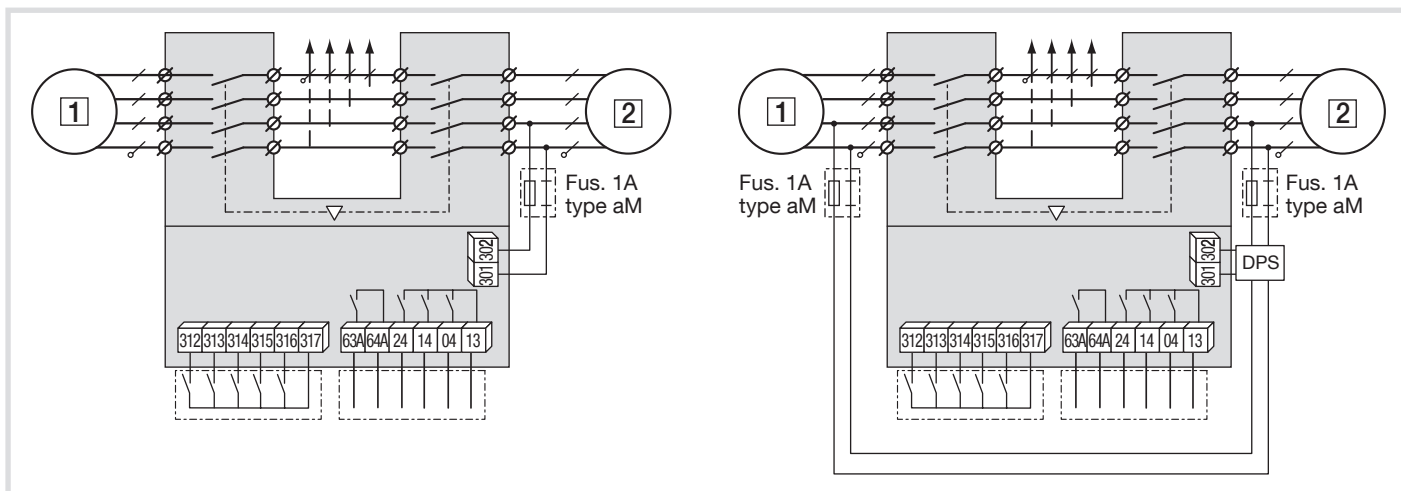 1
2
Fus. 1A
type aM
302
301
312 313 314 315 316 317
63A 64A 24 14 04 13
1
2
Fus. 1A
type aM
Fus. 1A
type aM
302
301
DPS
312 313 314 315 316 317
63A 64A 24 14 04 13